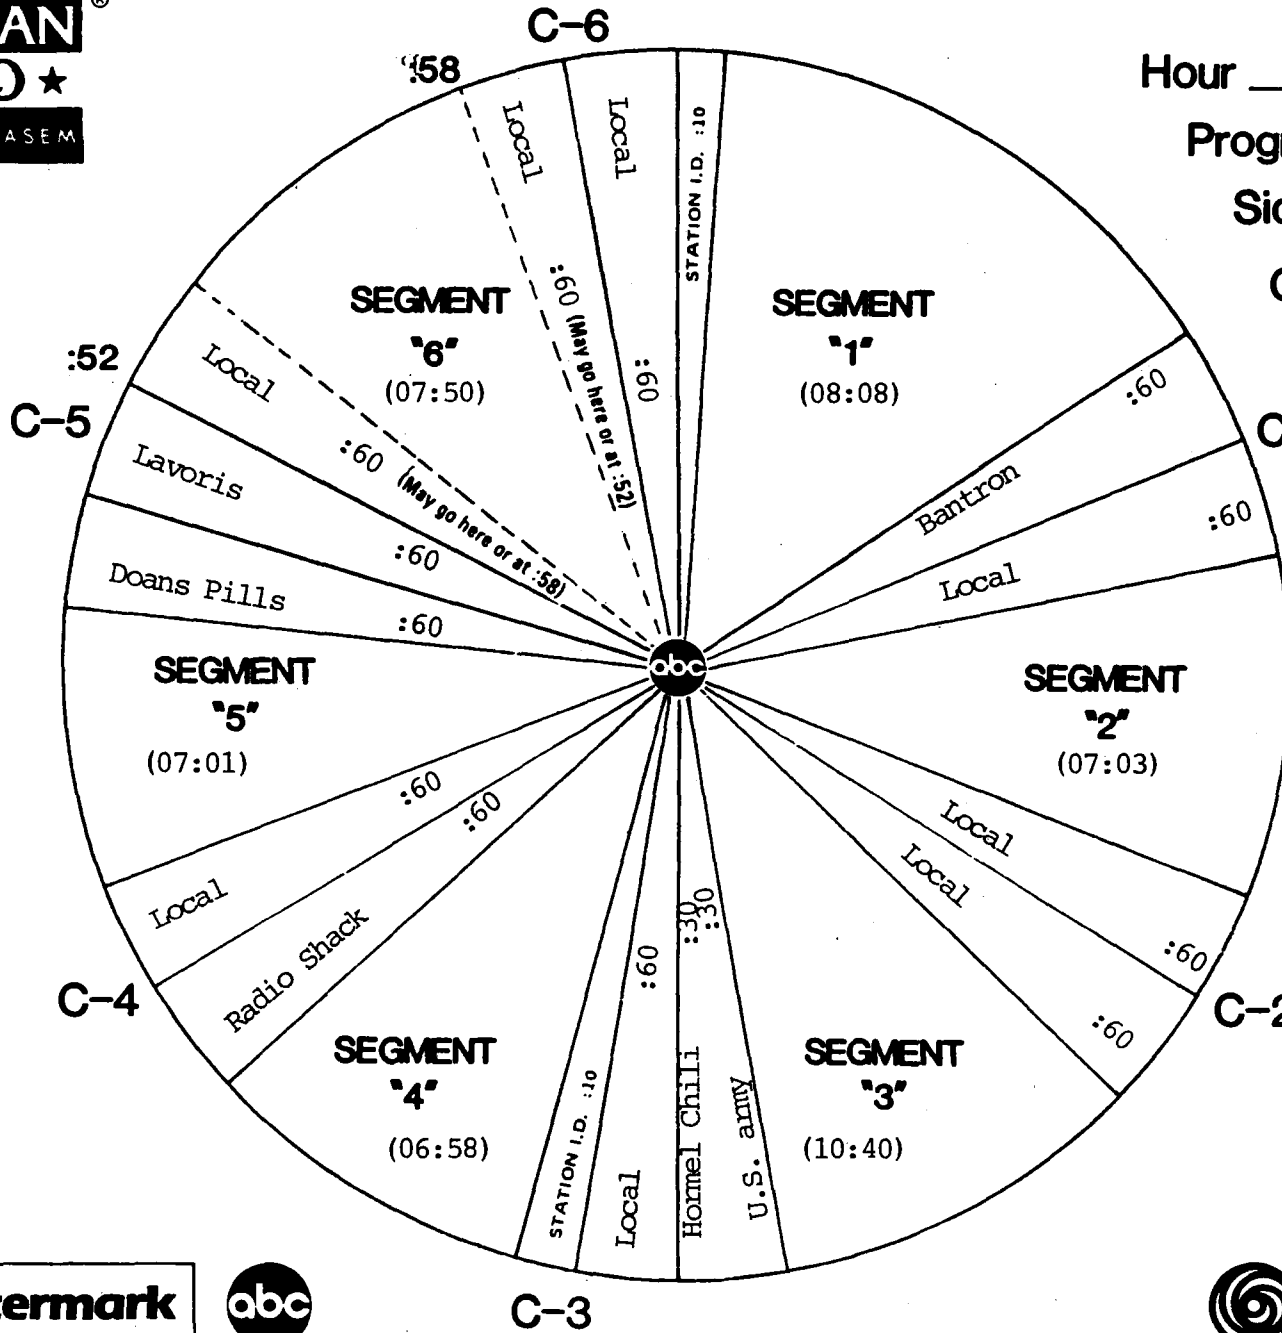 AN ®
ASEM
C-6
:58
Hour
:52
C-5
STATION I.D. :10
SEGMENT
"1"
(08:08)
Bantron :60
Local :60
SEGMENT
"2"
(07:03)
Local :60
Local :60
C-2
SEGMENT
"3"
(10:40)
U.S. army :30
Hormel Chili :30
Local :60
STATION I.D. :10
C-3
SEGMENT
"4"
(06:58)
Radio Shack :60
Local :60
C-4
SEGMENT
"5"
(07:01)
Doans Pills :60
Lavoris :60
Local :60 (May go here or at :58)
SEGMENT
"6"
(07:50)
Local :60 (May go here or at :52)
Local :60
abc
termark
abc